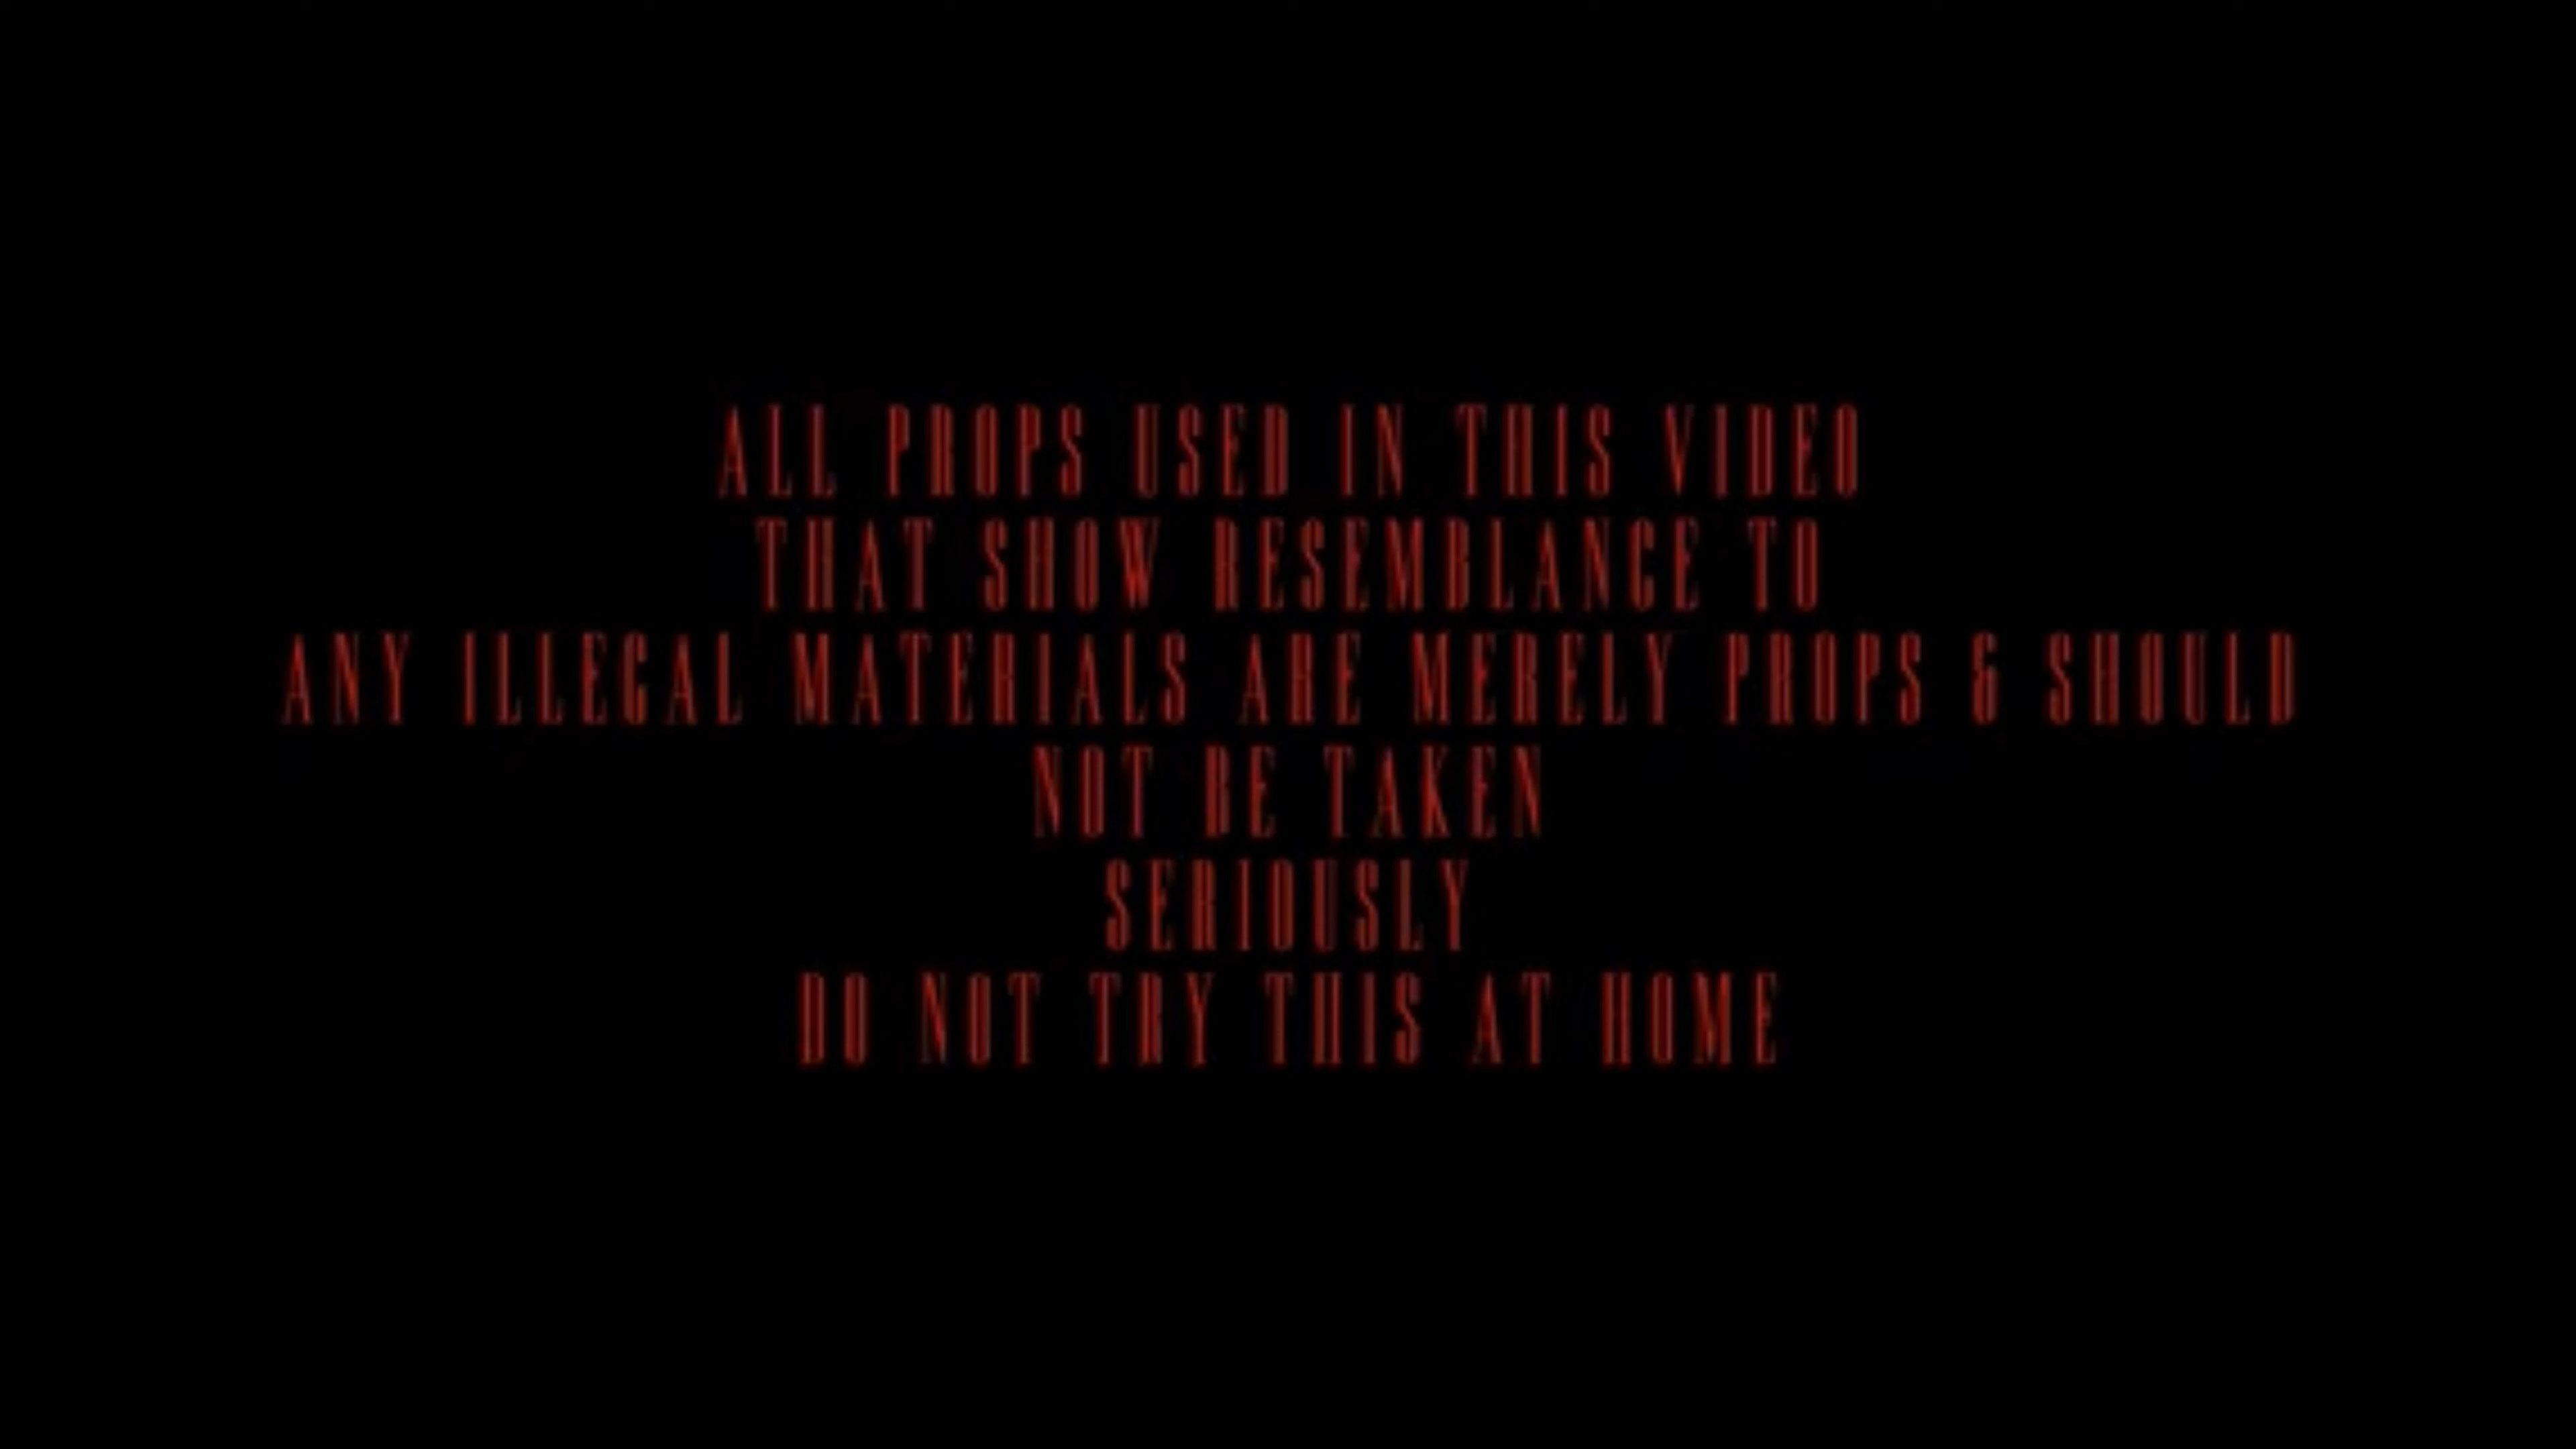 ALL PROPS USED IN THIS VIDEO
THAT SHOW RESEMBLANCE TO
ANY ILLEGAL MATERIALS ARE MERELY PROPS & SHOULD
NOT BE TAKEN
SERIOUSLY
DO NOT TRY THIS AT HOME